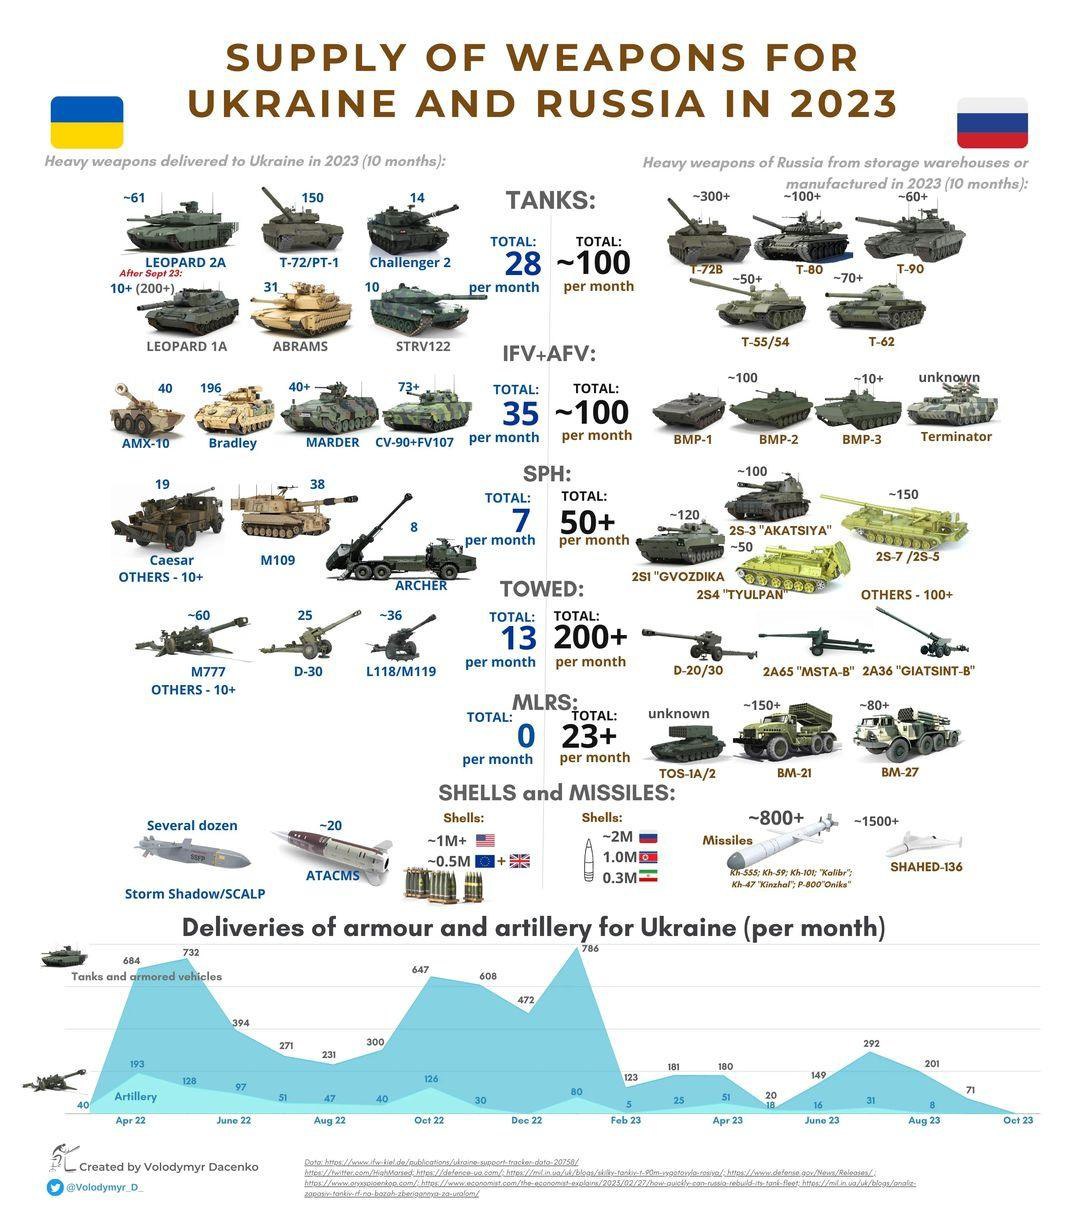 SUPPLY OF WEAPONS FOR
UKRAINE AND RUSSIA IN 2023
Heavy weapons delivered to Ukraine in 2023 (10 months):
Heavy weapons of Russia from storage warehouses or
manufactured in 2023 (10 months):
TANKS:
~61
150
14
LEOPARD 2A
T-72/PT-1
Challenger 2
After Sept 23:
10+ (200+)
31
10
LEOPARD 1A
ABRAMS
STRV122
TOTAL:
28
per month
TOTAL:
~100
per month
~300+
~100+
~60+
T-72B
T-80
T-90
~50+
~70+
T-55/54
T-62
IFV+AFV:
40
196
40+
73+
AMX-10
Bradley
MARDER
CV-90+FV107
TOTAL:
35
per month
TOTAL:
~100
per month
~100
~10+
unknown
BMP-1
BMP-2
BMP-3
Terminator
SPH:
19
38
8
Caesar
M109
ARCHER
OTHERS - 10+
TOTAL:
7
per month
TOTAL:
50+
per month
~100
~150
~120
2S-3 "AKATSIYA"
~50
2S-7 /2S-5
2S1 "GVOZDIKA
2S4 "TYULPAN"
OTHERS - 100+
TOWED:
~60
25
~36
M777
D-30
L118/M119
OTHERS - 10+
TOTAL:
13
per month
TOTAL:
200+
per month
D-20/30
2A65 "MSTA-B"
2A36 "GIATSINT-B"
MLRS:
TOTAL:
0
per month
TOTAL:
23+
per month
unknown
~150+
~80+
TOS-1A/2
BM-21
BM-27
SHELLS and MISSILES:
Several dozen
~20
Storm Shadow/SCALP
ATACMS
Shells:
~1M+
~0.5M +
Shells:
~2M
1.0M
0.3M
~800+
~1500+
Missiles
SHAHED-136
Kh-555; Kh-59; Kh-101; "Kalibr";
Kh-47 "Kinzhal"; P-800"Oniks"
Deliveries of armour and artillery for Ukraine (per month)
684
732
394
271
231
300
647
608
472
786
123
181
180
20
149
292
201
71
Tanks and armored vehicles
40
193
128
97
51
47
40
126
30
80
5
25
51
18
16
31
8
Artillery
Apr 22
June 22
Aug 22
Oct 22
Dec 22
Feb 23
Apr 23
June 23
Aug 23
Oct 23
Created by Volodymyr Dacenko
@Volodymyr_D_
Data: https://www.ifw-kiel.de/publications/ukraine-support-tracker-data-20758/
https://twitter.com/HighMarsed; https://defence-ua.com/; https://mil.in.ua/uk/blogs/skilky-tankiv-t-90m-vygotovyla-rosiya/; https://www.defense.gov/News/Releases/ ;
https://www.oryxspioenkop.com/; https://www.economist.com/the-economist-explains/2023/02/27/how-quickly-can-russia-rebuild-its-tank-fleet; https://mil.in.ua/uk/blogs/analiz-
zapasiv-tankiv-rf-na-bazah-zberigannya-za-uralom/